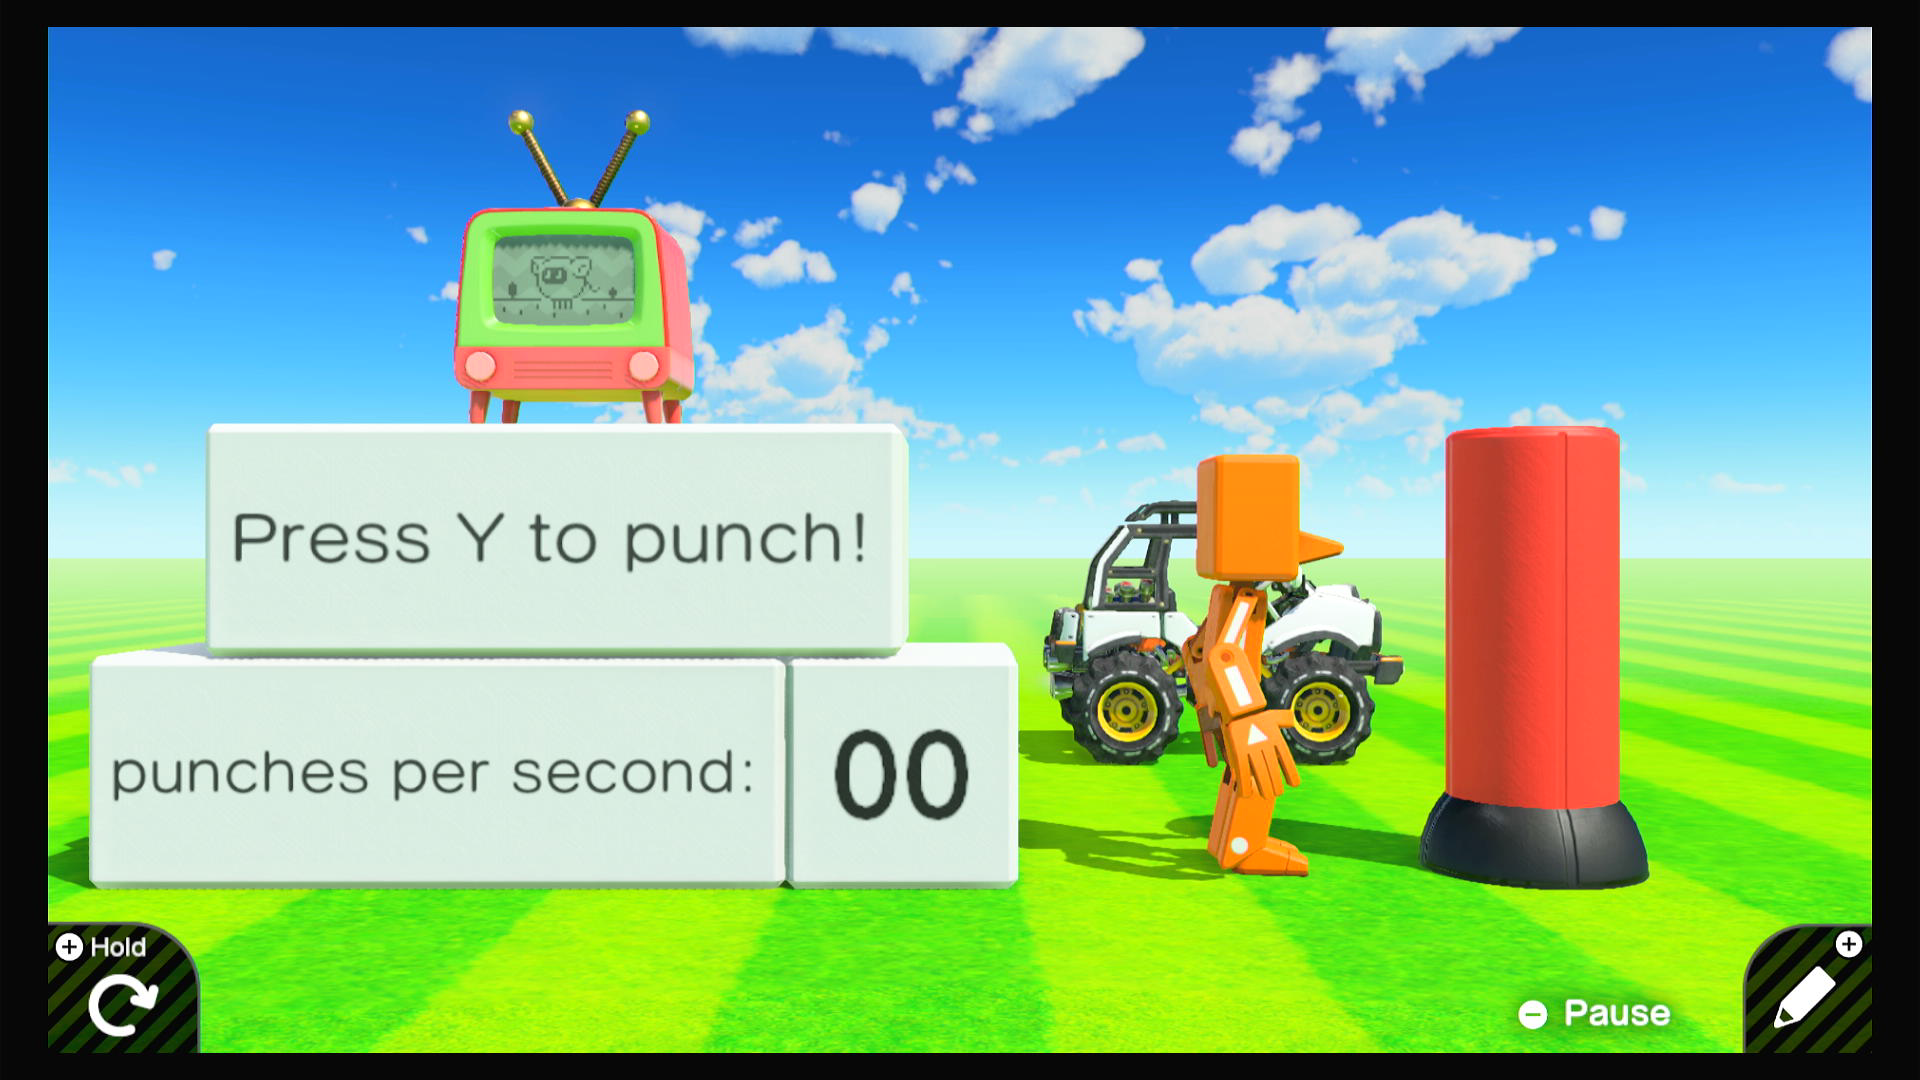 Press Y to punch!
punches per second:
00
Hold
Pause